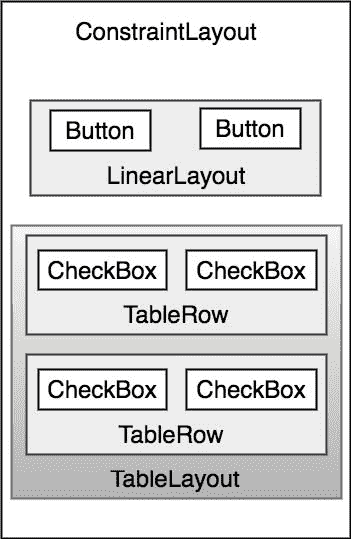 ConstraintLayout
Button Button
LinearLayout
CheckBox CheckBox
TableRow
CheckBox CheckBox
TableRow
TableLayout